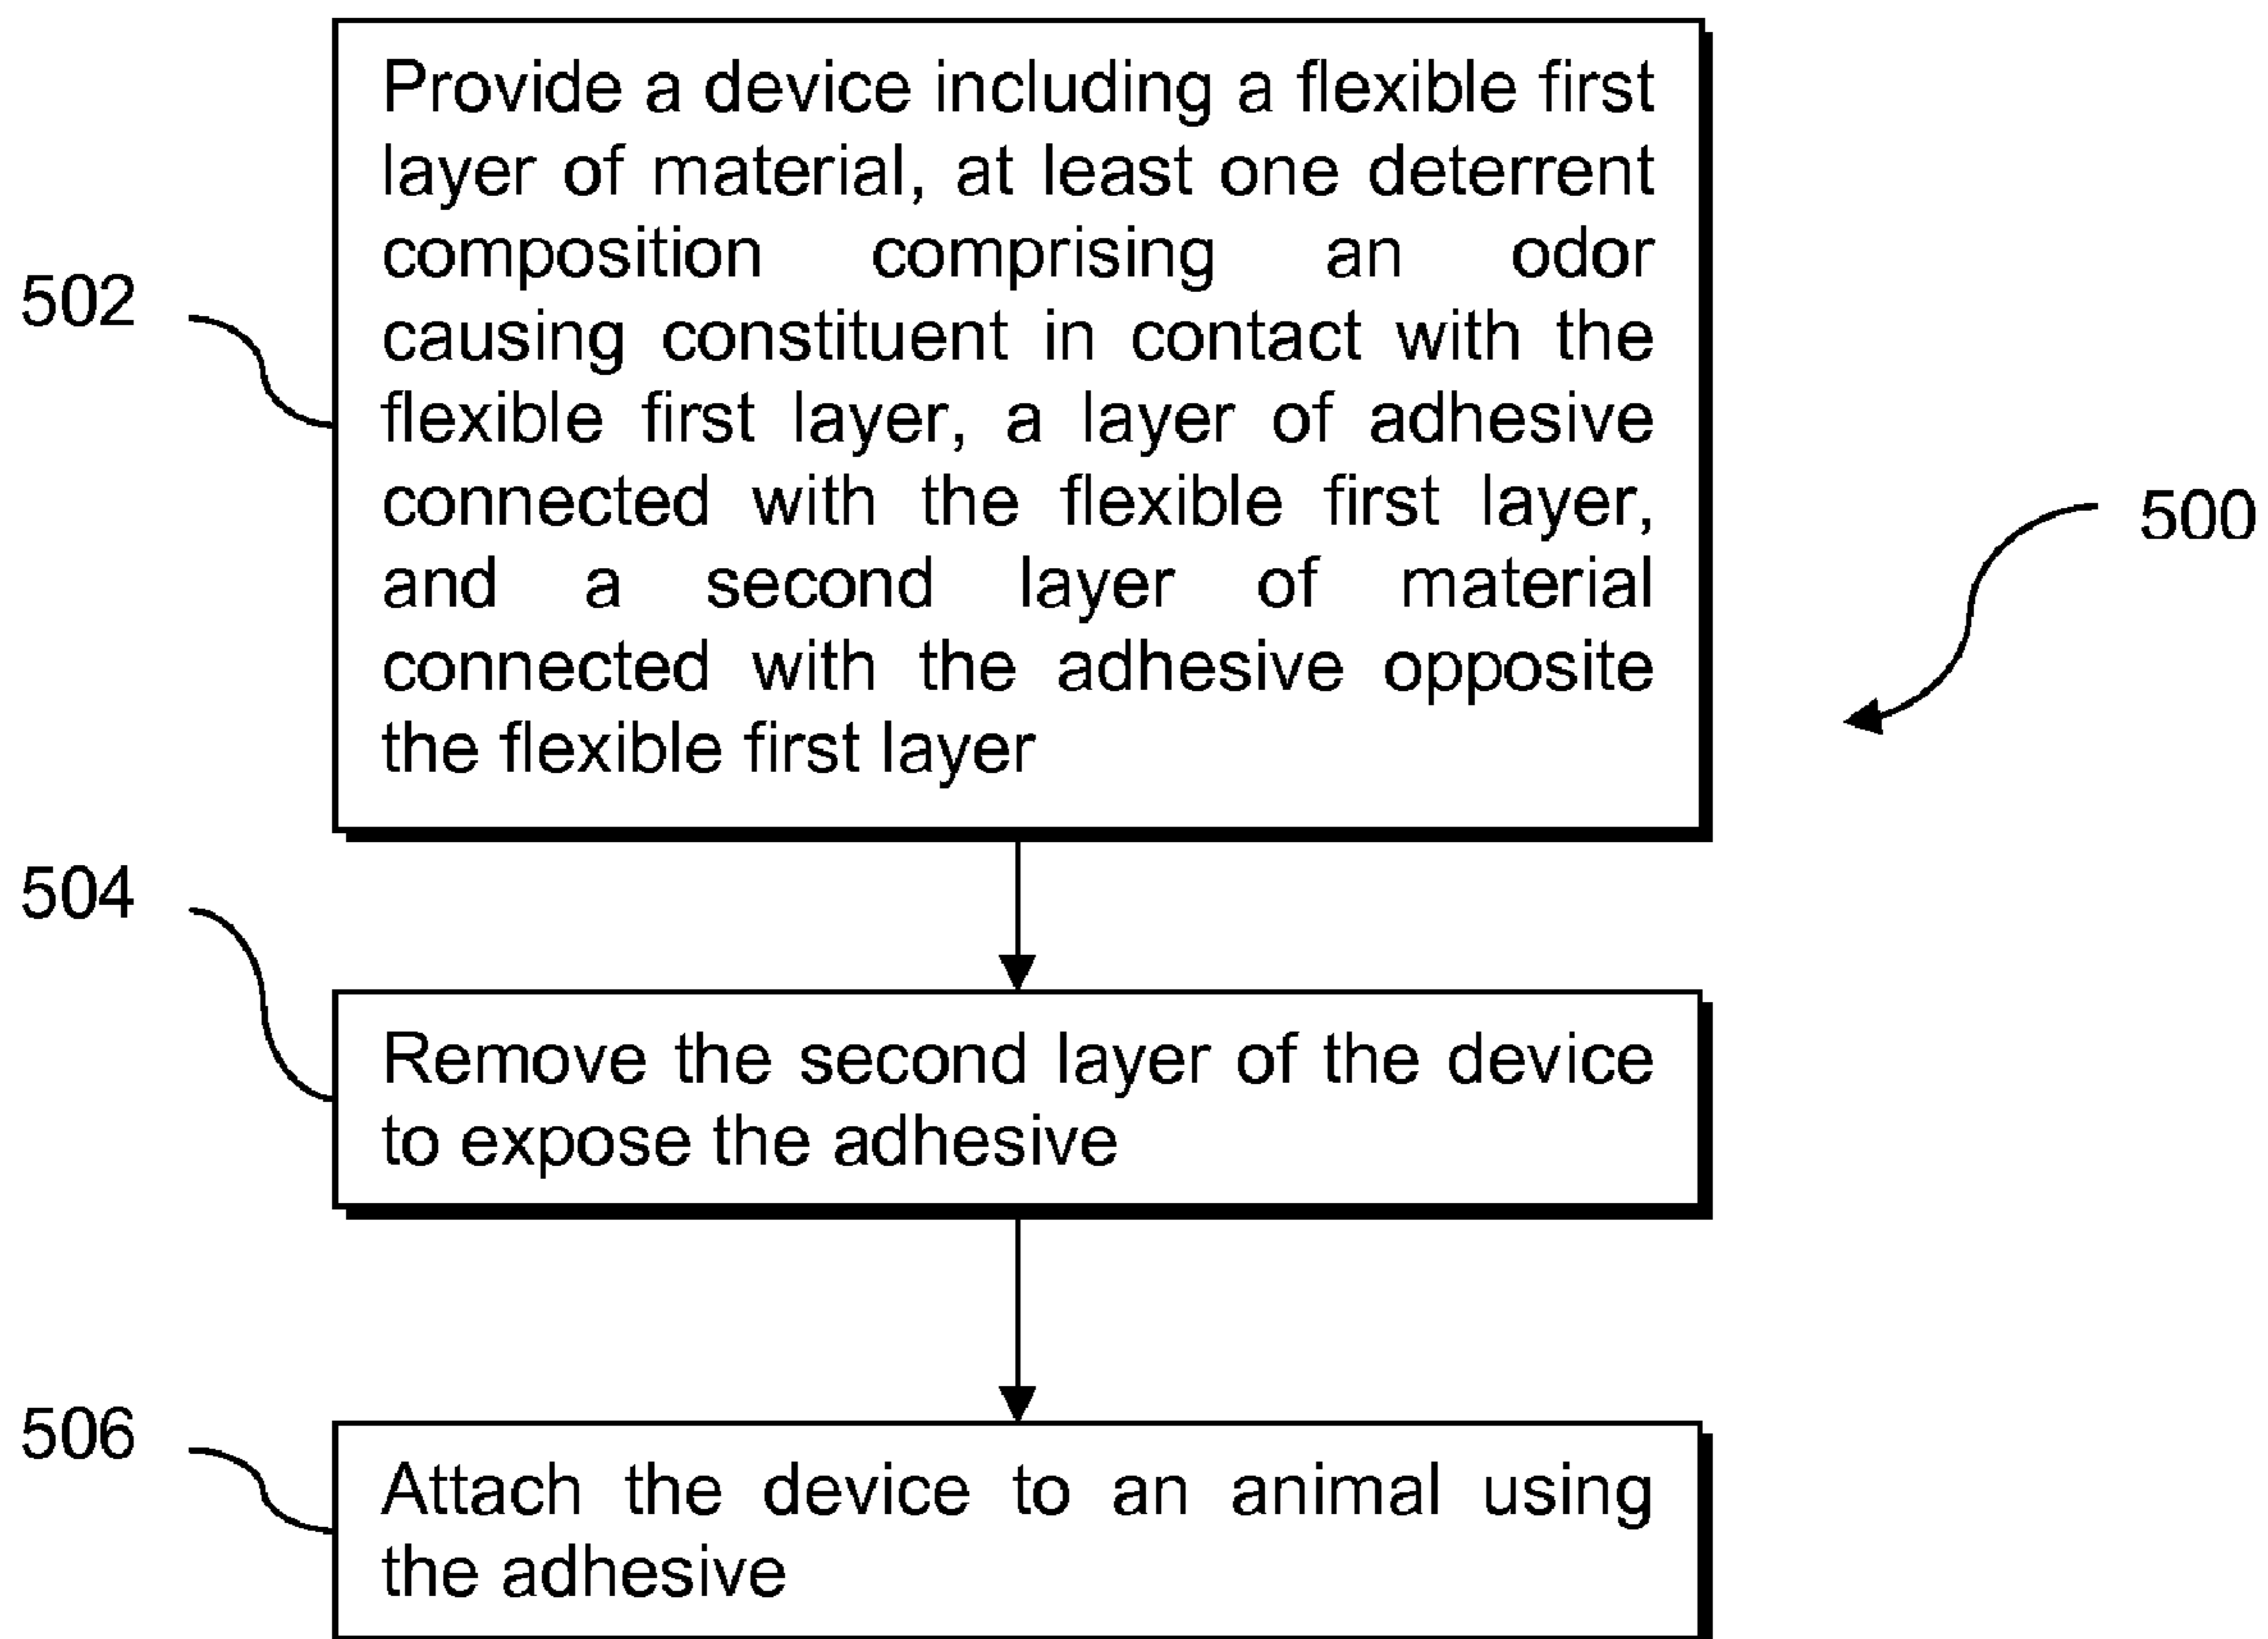 Provide a device including a flexible first
layer of material, at least one deterrent
composition comprising an odor
causing constituent in contact with the
flexible first layer, a layer of adhesive
connected with the flexible first layer,
and a second layer of material
connected with the adhesive opposite
the flexible first layer
502
500
504
Remove the second layer of the device
to expose the adhesive
506
Attach the device to an animal using
the adhesive